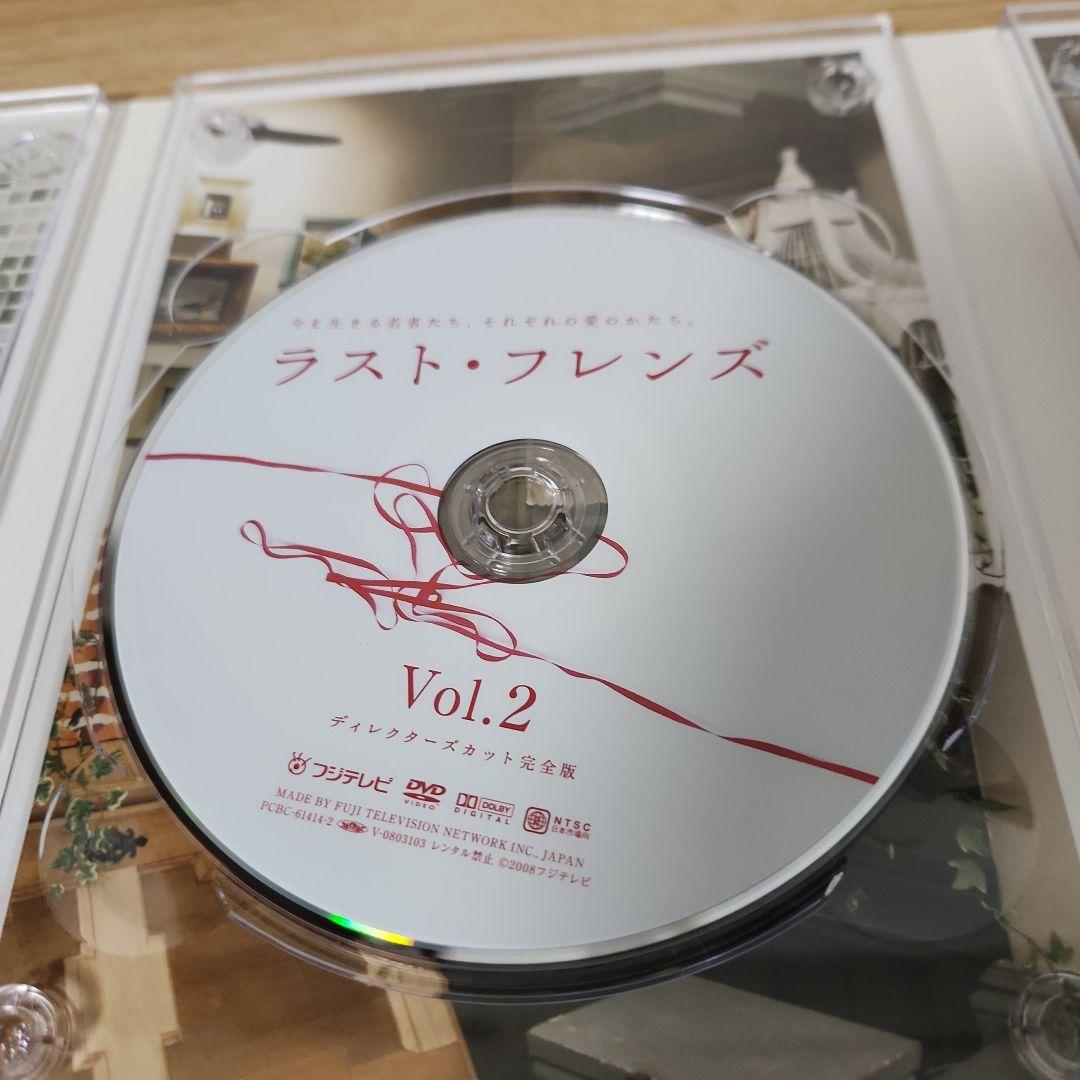 今を生きる若者たち、それぞれの愛のかたち。
ラスト・フレンズ
Vol.2
ディレクターズカット完全版
フジテレビ DVD VIDEO DOLBY DIGITAL NTSC 日本市場向
MADE BY FUJI TELEVISION NETWORK INC., JAPAN
PCBC-61414-2 V-0803103 レンタル禁止 ©2008フジテレビ